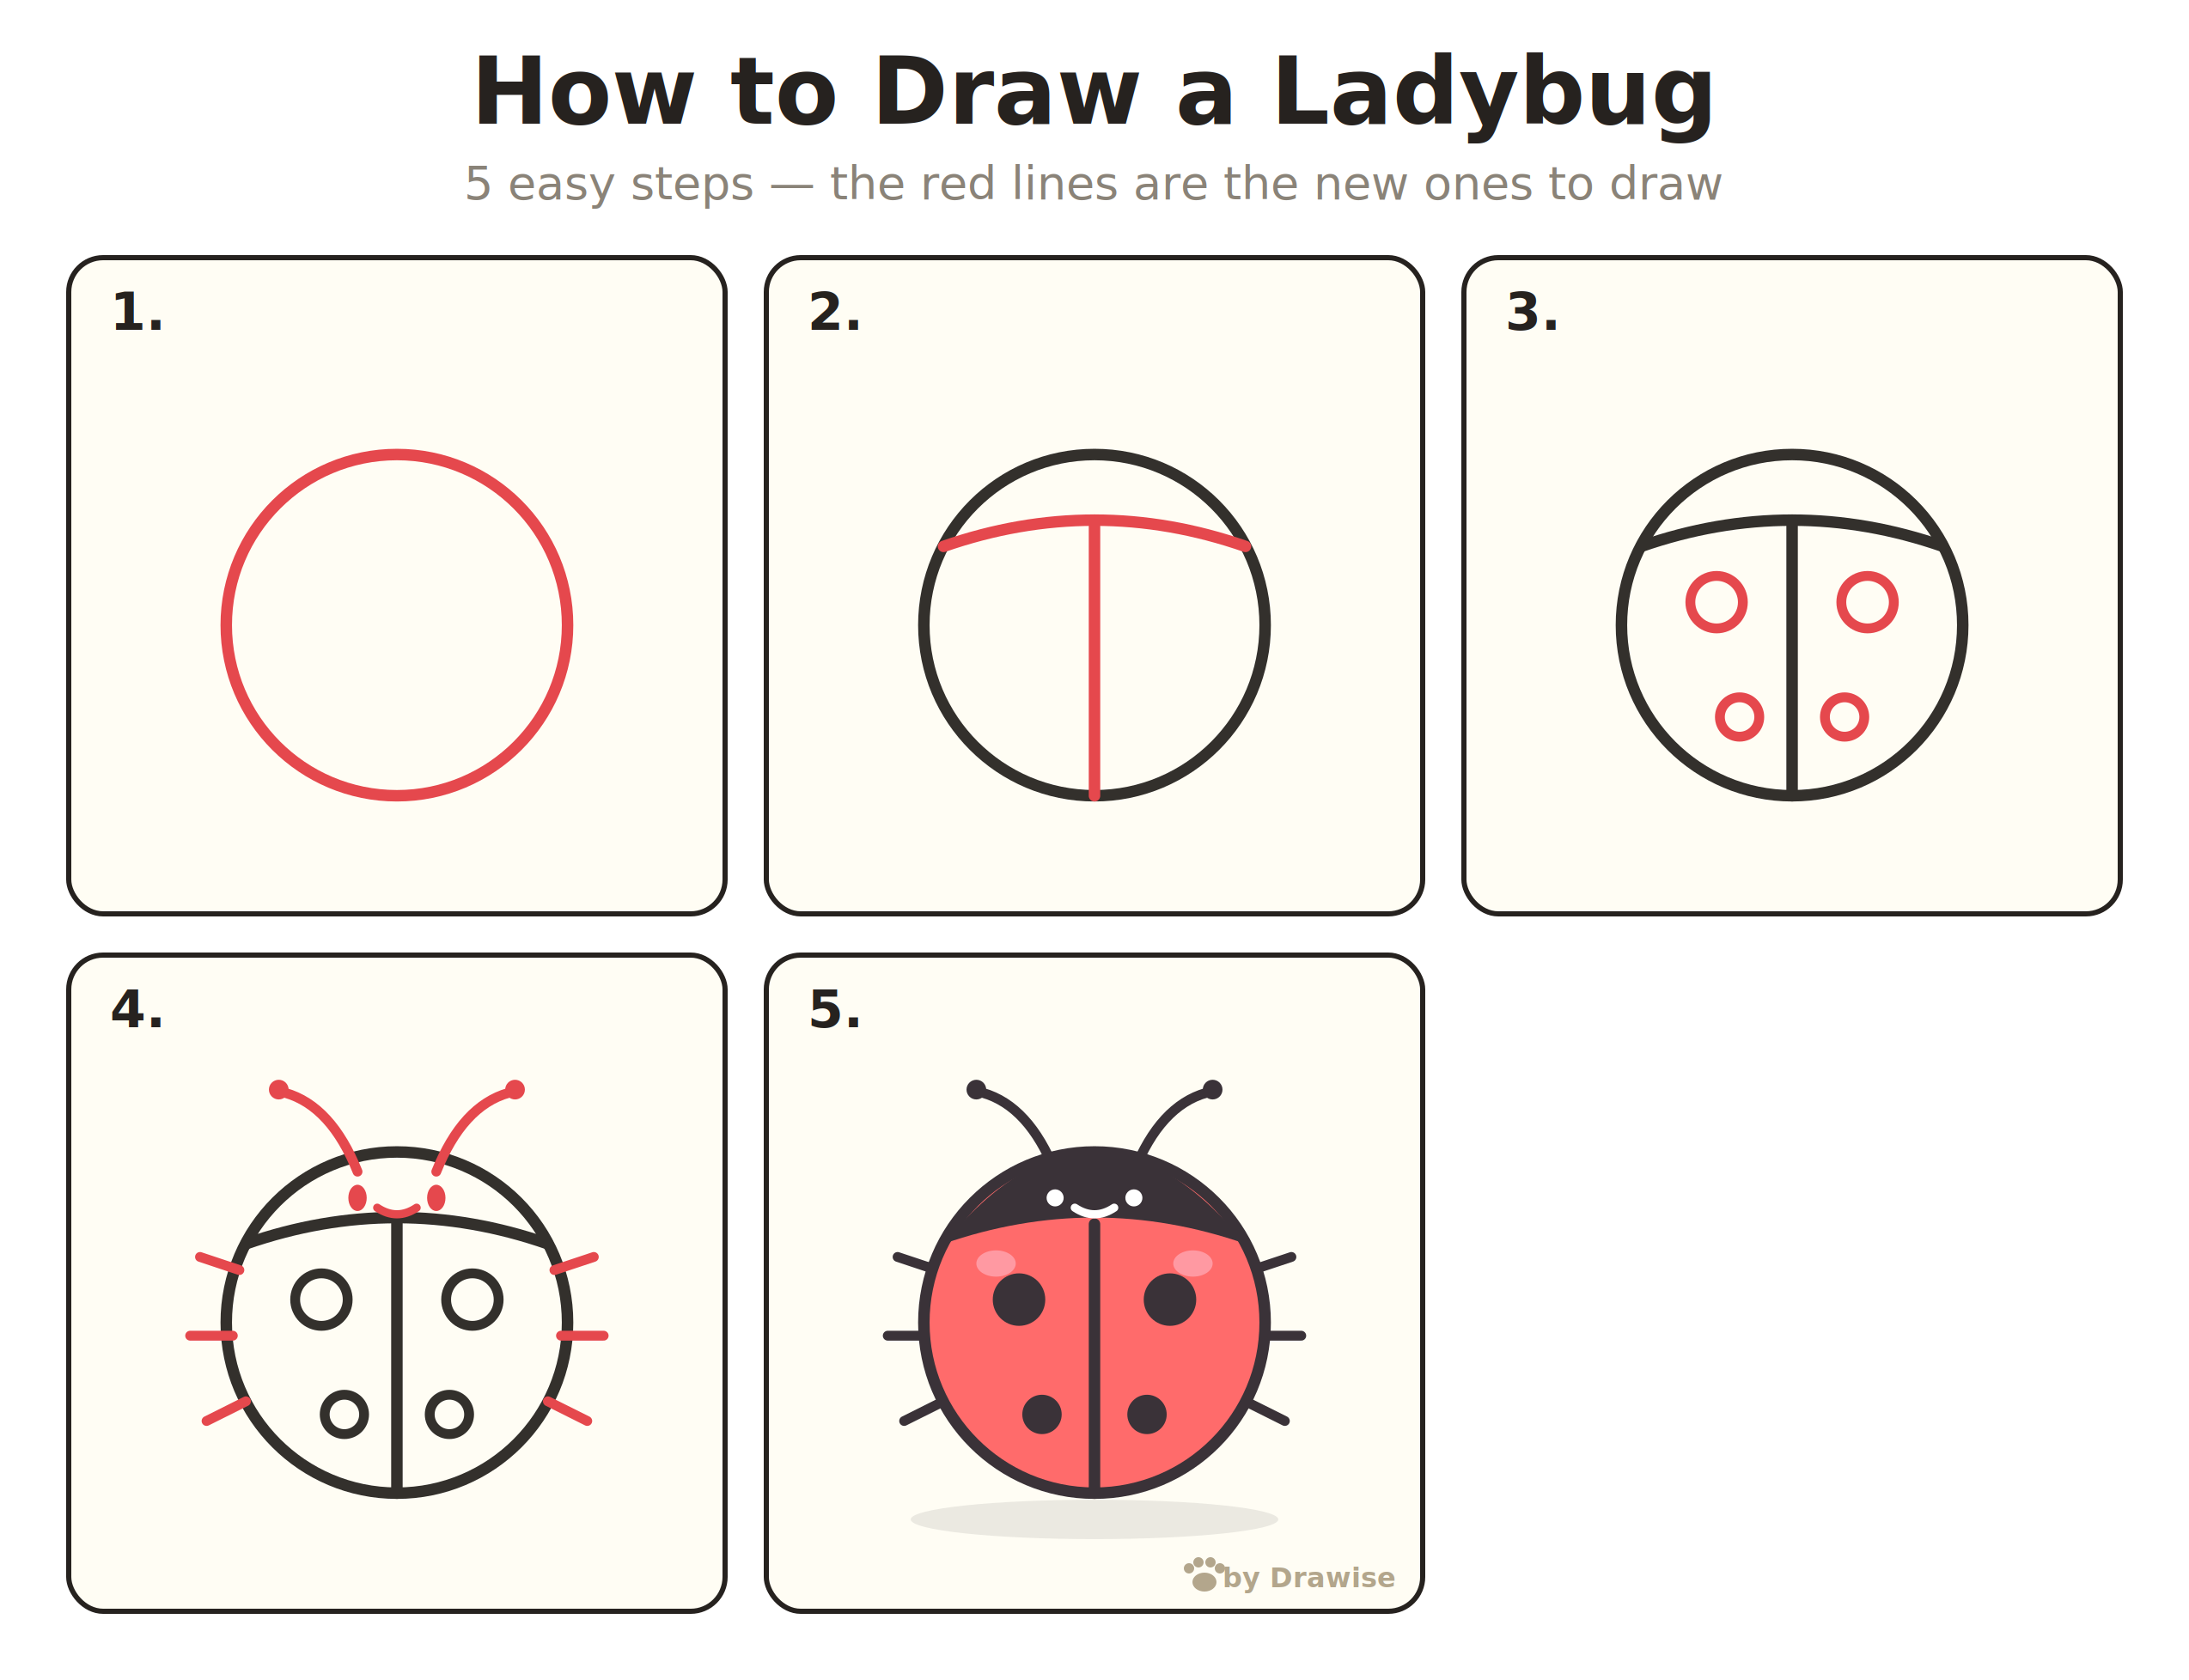 How to Draw a Ladybug
5 easy steps — the red lines are the new ones to draw
1.
2.
3.
4.
5.
by Drawise